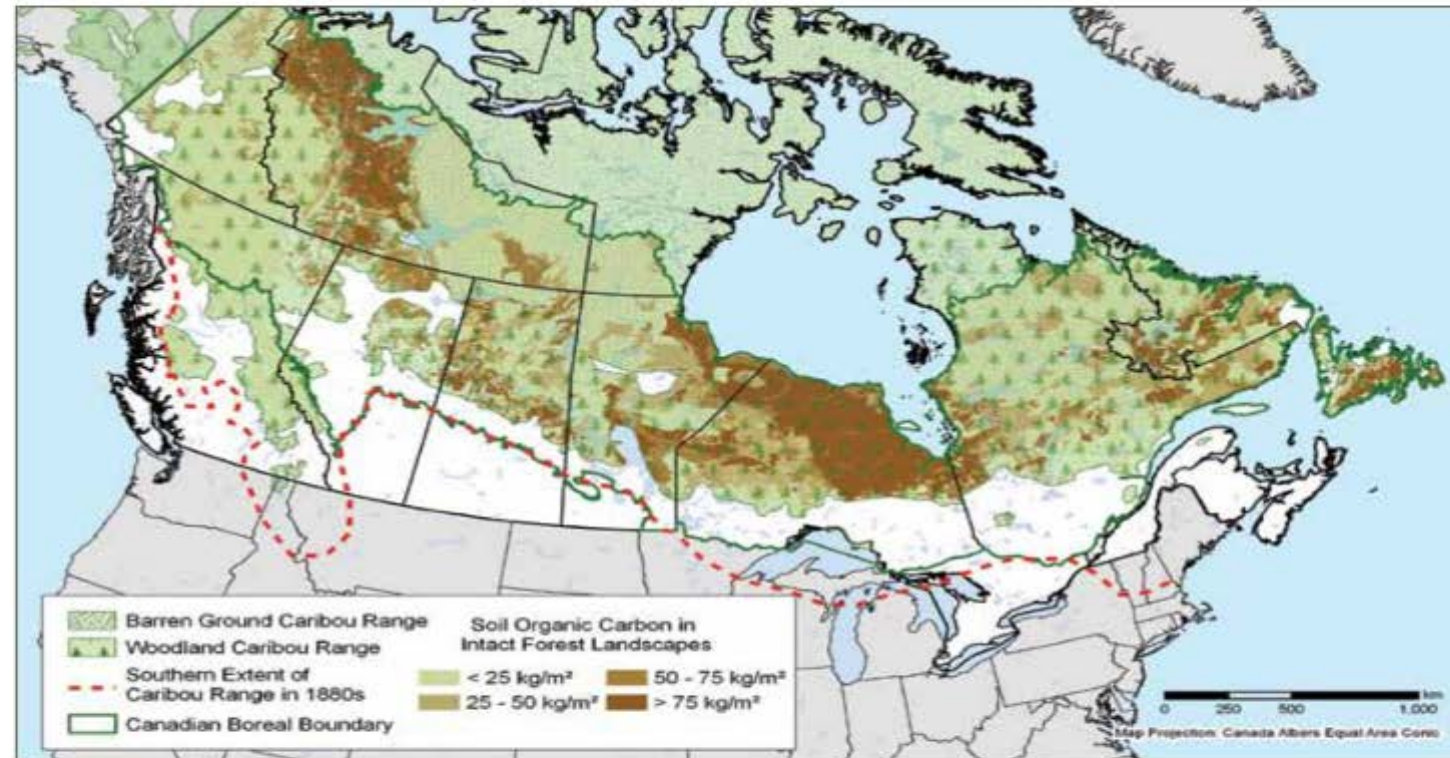 Barren Ground Caribou Range
Woodland Caribou Range
Southern Extent of
Caribou Range in 1880s
Canadian Boreal Boundary
Soil Organic Carbon in
Intact Forest Landscapes
< 25 kg/m²
50 - 75 kg/m²
25 - 50 kg/m²
> 75 kg/m²
km
0 250 500 1,000
Map Projection: Canada Albers Equal Area Conic